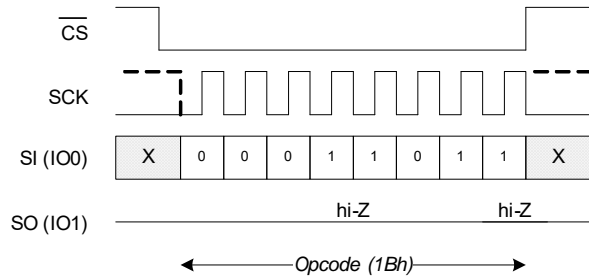 CS
SCK
SI (IO0) X 0 0 0 1 1 0 1 1 X
SO (IO1) hi-Z hi-Z
Opcode (1Bh)